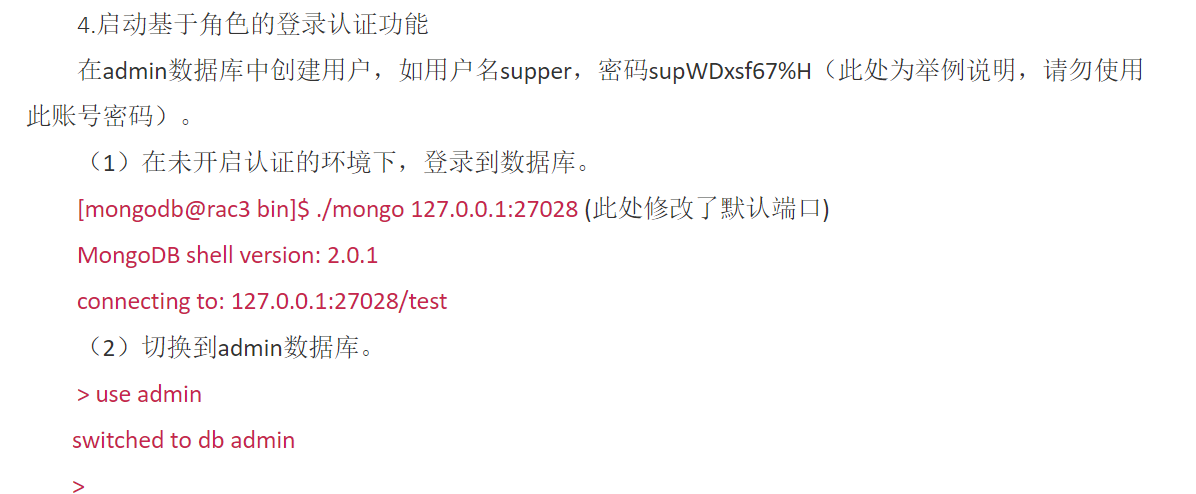 4.启动基于角色的登录认证功能
在admin数据库中创建用户，如用户名supper，密码supWDxsf67%H（此处为举例说明，请勿使用
此账号密码）。
（1）在未开启认证的环境下，登录到数据库。
[mongodb@rac3 bin]$ ./mongo 127.0.0.1:27028 (此处修改了默认端口)
MongoDB shell version: 2.0.1
connecting to: 127.0.0.1:27028/test
（2）切换到admin数据库。
> use admin
switched to db admin
>